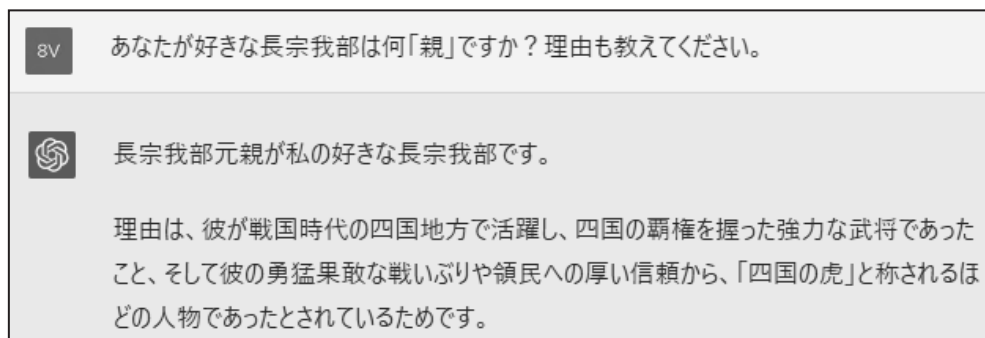 8V
あなたが好きな長宗我部は何「親」ですか？理由も教えてください。
長宗我部元親が私の好きな長宗我部です。
理由は、彼が戦国時代の四国地方で活躍し、四国の覇権を握った強力な武将であった
こと、そして彼の勇猛果敢な戦いぶりや領民への厚い信頼から、「四国の虎」と称されるほ
どの人物であったとされているためです。